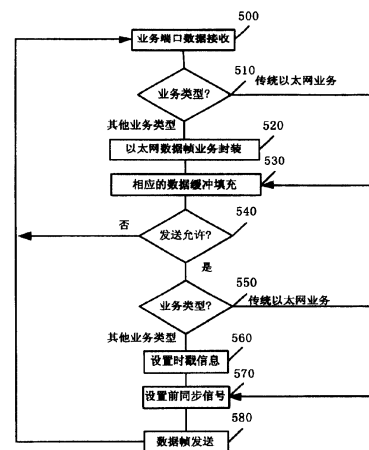 500
业务端口数据接收
510
业务类型?
传统以太网业务
其他业务类型
520
以太网数据帧业务封装
530
相应的数据缓冲填充
540
否
发送允许?
是
550
业务类型?
传统以太网业务
其他业务类型
560
设置时戳信息
570
设置前同步信号
580
数据帧发送